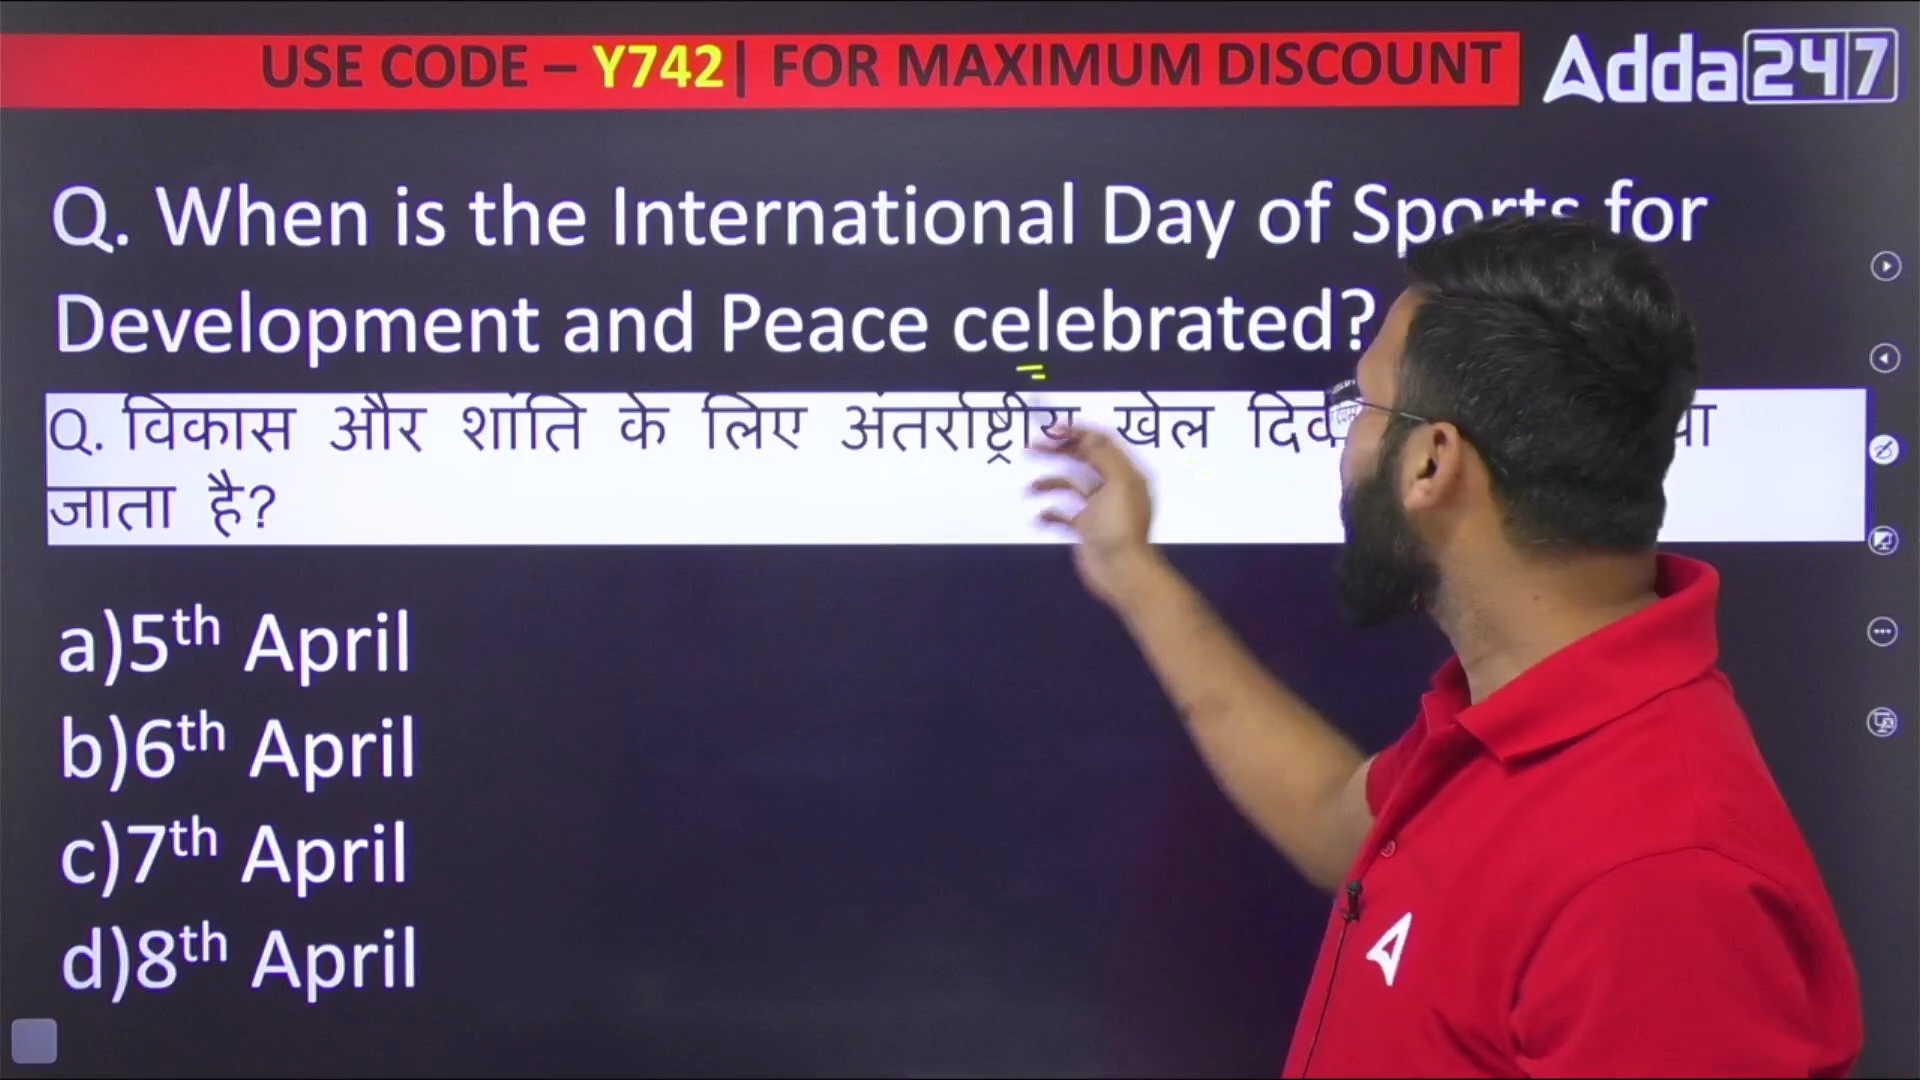 USE CODE – Y742| FOR MAXIMUM DISCOUNT
Adda247
Q. When is the International Day of Sports for
Development and Peace celebrated?
Q. विकास और शांति के लिए अंतर्राष्ट्रीय खेल
जाता है?
a)5th April
b)6th April
c)7th April
d)8th April